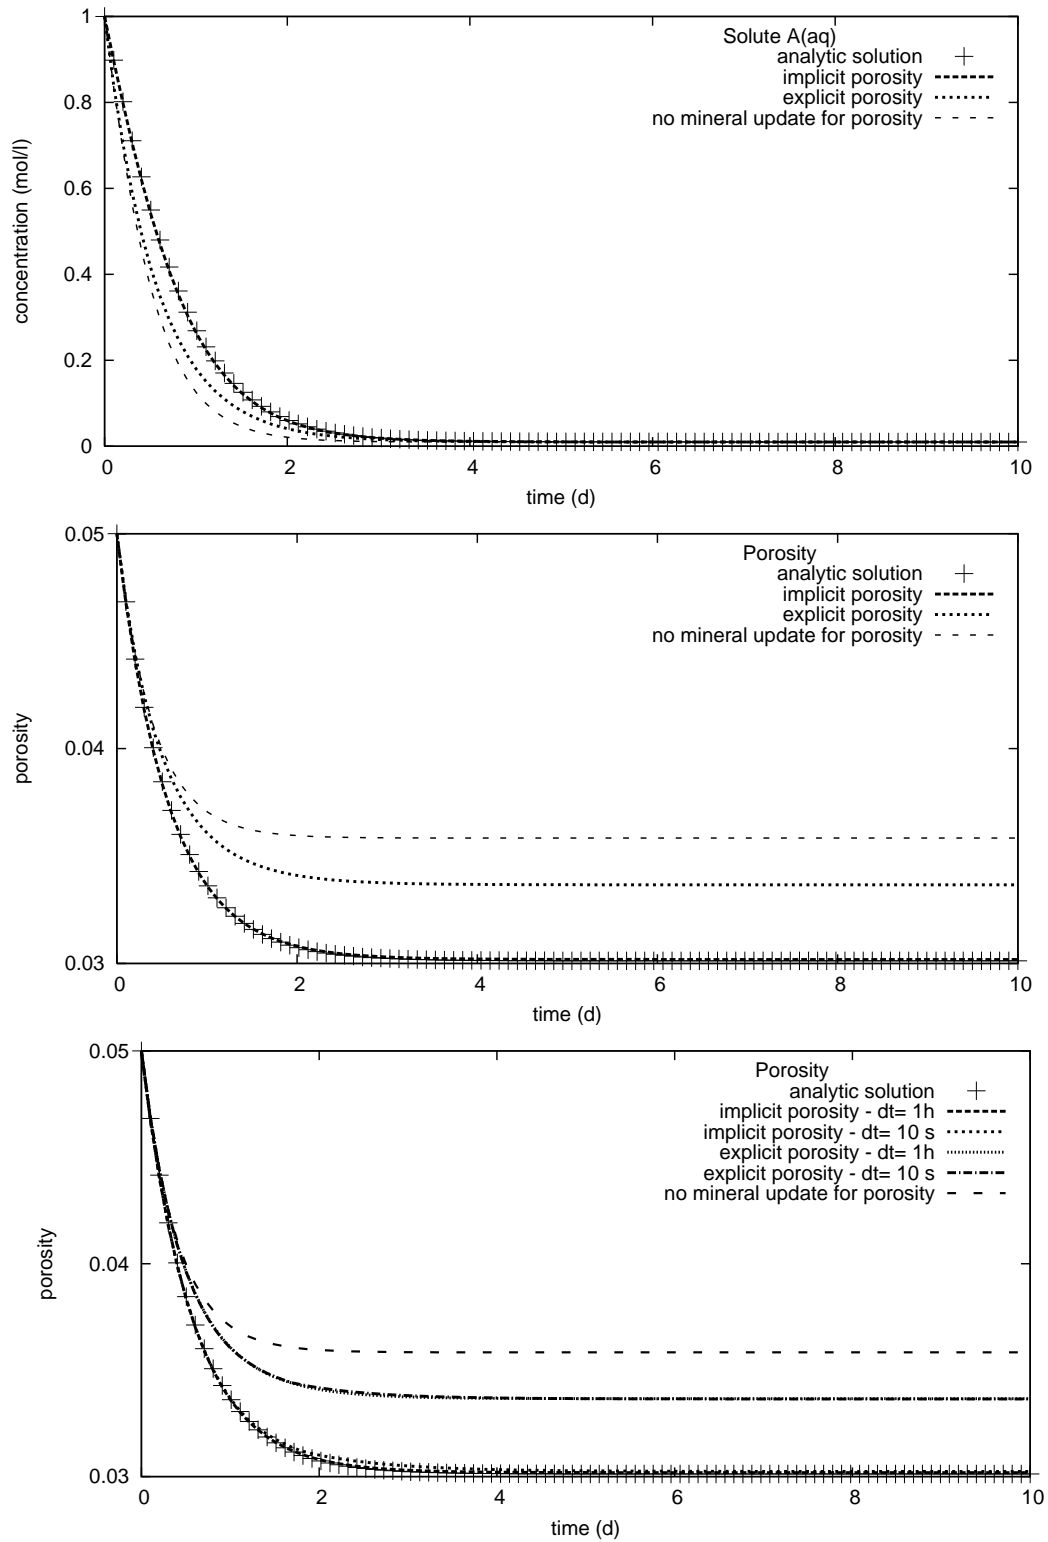 1
0.8
0.6
0.4
0.2
0
concentration (mol/l)
Solute A(aq)
analytic solution
implicit porosity
explicit porosity
no mineral update for porosity
0 2 4 6 8 10
time (d)
0.05
0.04
0.03
porosity
Porosity
analytic solution
implicit porosity
explicit porosity
no mineral update for porosity
0 2 4 6 8 10
time (d)
0.05
0.04
0.03
porosity
Porosity
analytic solution
implicit porosity - dt= 1h
implicit porosity - dt= 10 s
explicit porosity - dt= 1h
explicit porosity - dt= 10 s
no mineral update for porosity
0 2 4 6 8 10
time (d)